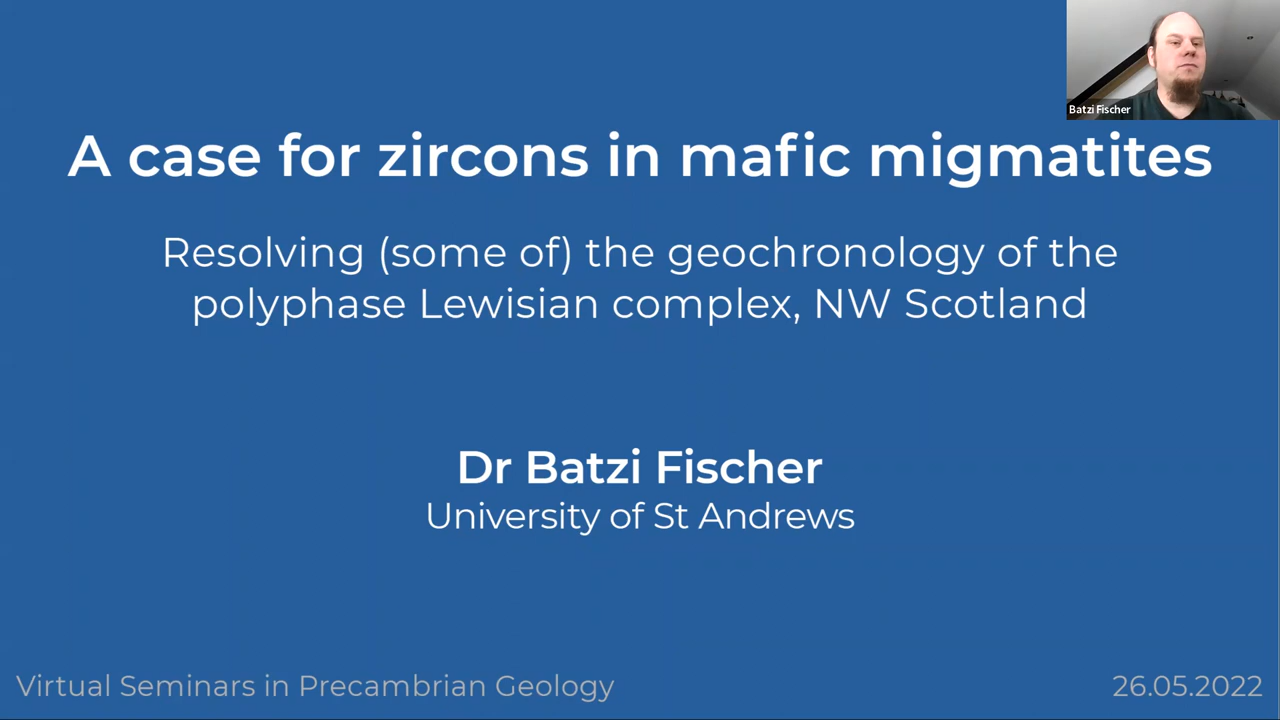 Batzi Fischer
A case for zircons in mafic migmatites
Resolving (some of) the geochronology of the
polyphase Lewisian complex, NW Scotland
Dr Batzi Fischer
University of St Andrews
Virtual Seminars in Precambrian Geology
26.05.2022